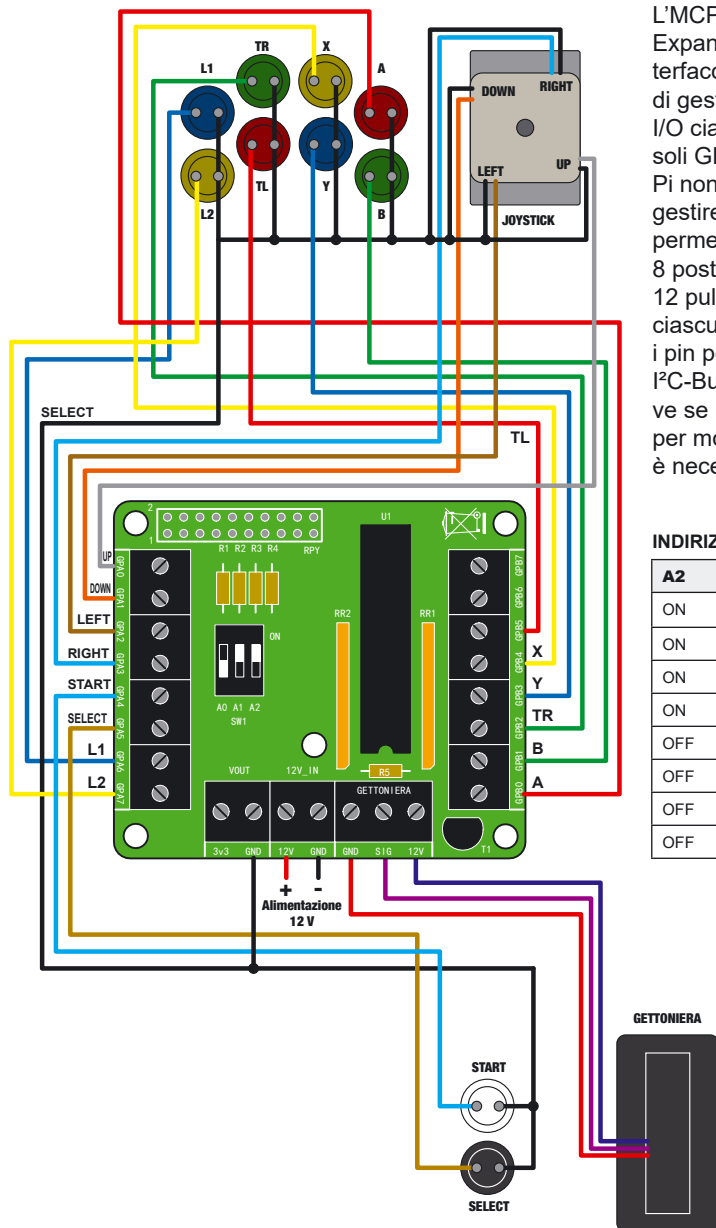 TR
X
L1
A
TL
Y
L2
B
DOWN
RIGHT
LEFT
UP
JOYSTICK
L'MCP
Expan
terfacc
di gest
I/O cia
soli GI
Pi non
gestire
perme
8 post
12 pul
ciascu
i pin p
I²C-Bu
ve se
per mo
è nece
SELECT
TL
2
1
R1 R2 R3 R4
RPY
U1
UP
DOWN
LEFT
RIGHT
START
SELECT
L1
L2
GPA0
GPA1
GPA2
GPA3
GPA4
GPA5
GPA6
GPA7
ON
A0 A1 A2
SW1
RR2
RR1
R5
GPB7
GPB6
GPB5
GPB4
GPB3
GPB2
GPB1
GPB0
X
Y
TR
B
A
VOUT
12V_IN
GETTONIERA
3v3 GND
12V GND
GND SIG 12V
T1
+ -
Alimentazione
12 V
INDIRIZ
A2
ON
ON
ON
ON
OFF
OFF
OFF
OFF
GETTONIERA
START
SELECT